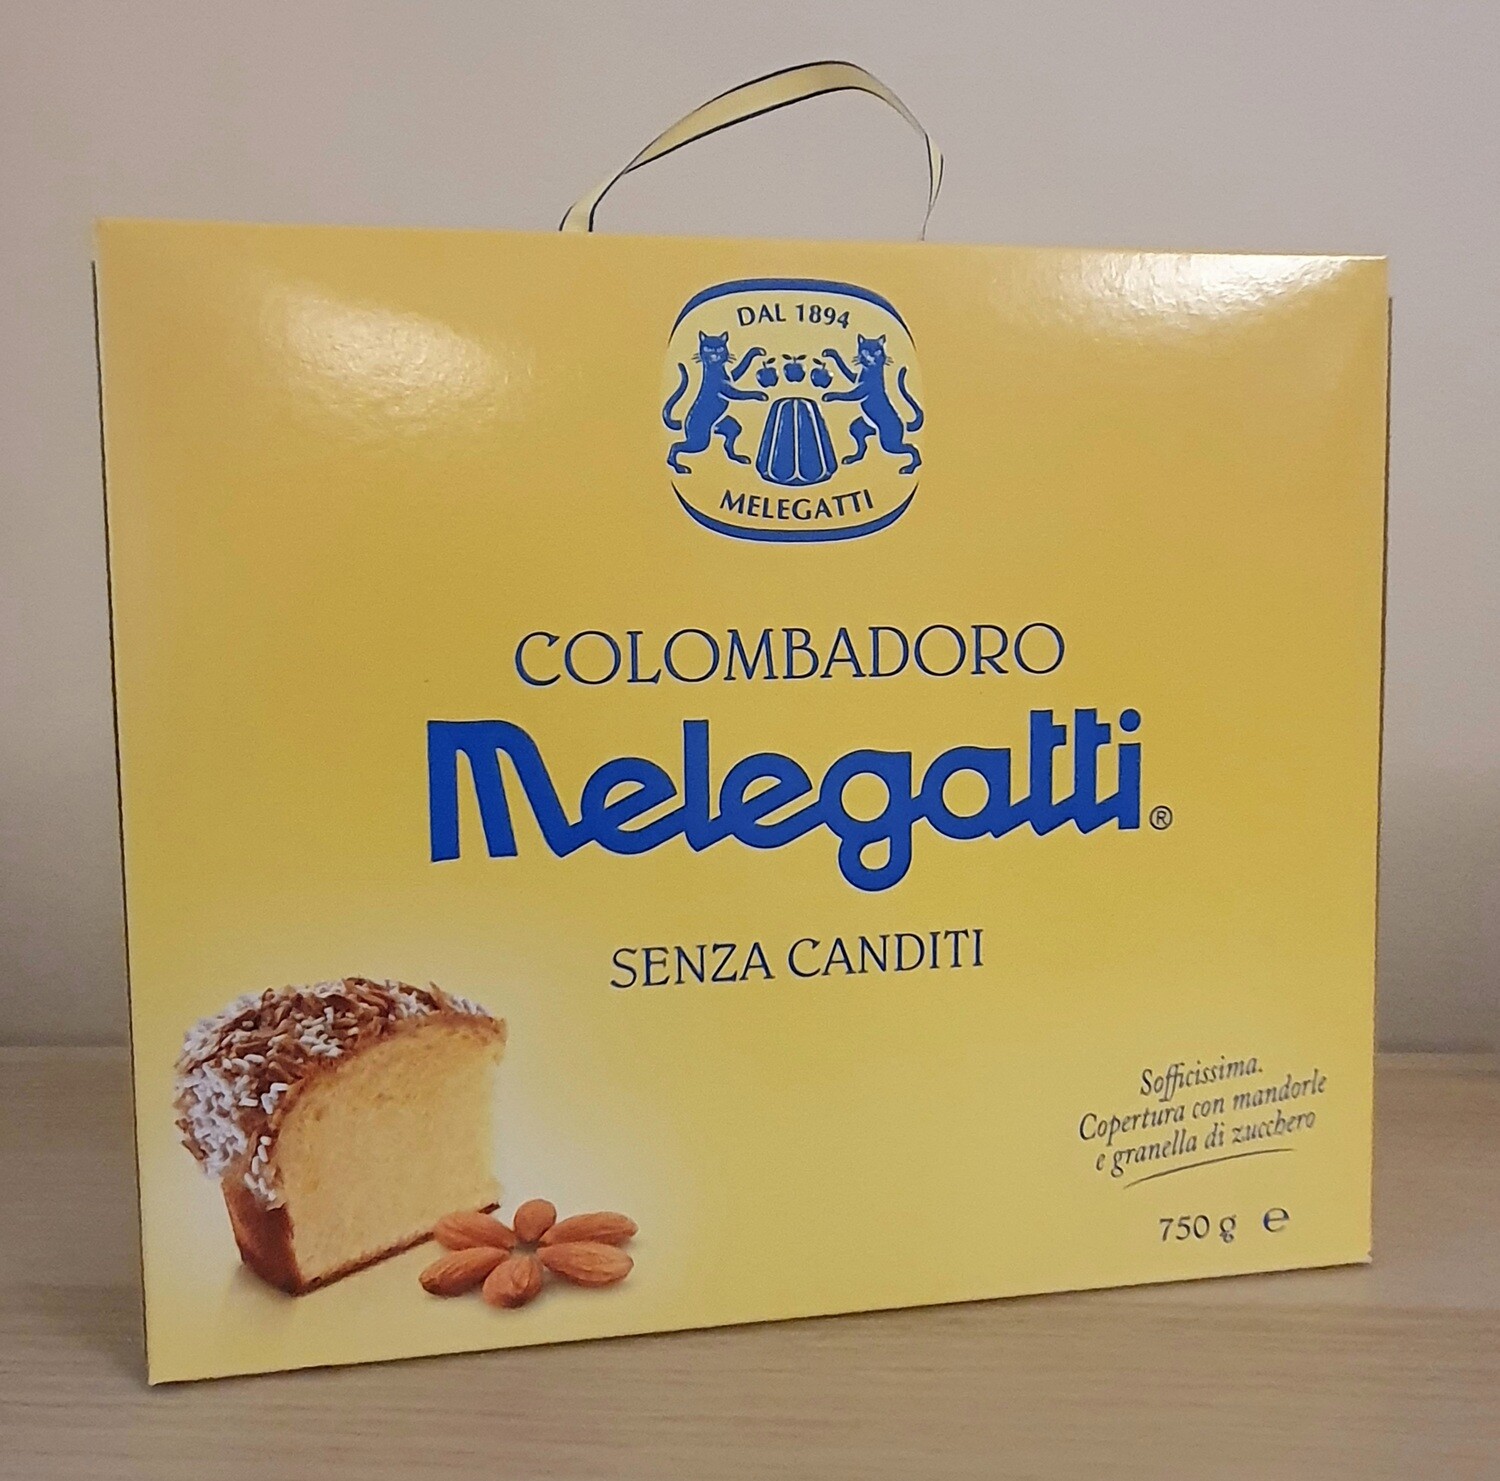 DAL 1894
MELEGATTI
COLOMBADORO
Melegatti®
SENZA CANDITI
Sofficissima.
Copertura con mandorle
e granella di zucchero
750 g ℮